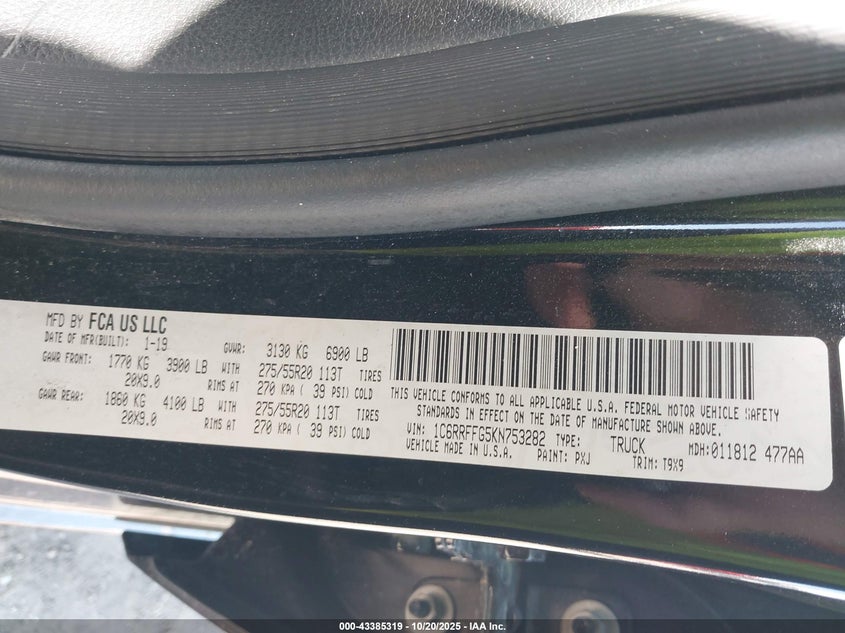 MFD BY FCA US LLC
DATE OF MFR(BUILT): 1-19 GVWR: 3130 KG 6900 LB
GAWR FRONT: 1770 KG 3900 LB WITH 275/55R20 113T TIRES
20X9.0 RIMS AT 270 KPA ( 39 PSI) COLD
GAWR REAR: 1860 KG 4100 LB WITH 275/55R20 113T TIRES
20X9.0 RIMS AT 270 KPA ( 39 PSI) COLD
THIS VEHICLE CONFORMS TO ALL APPLICABLE U.S.A. FEDERAL MOTOR VEHICLE SAFETY
STANDARDS IN EFFECT ON THE DATE OF MANUFACTURE SHOWN ABOVE.
VIN: 1C6RRFFG5KN753282 TYPE: TRUCK MDH:011812 477AA
VEHICLE MADE IN U.S.A. PAINT: PXJ TRIM: T9X9
000-43385319 - 10/20/2025 - IAA Inc.